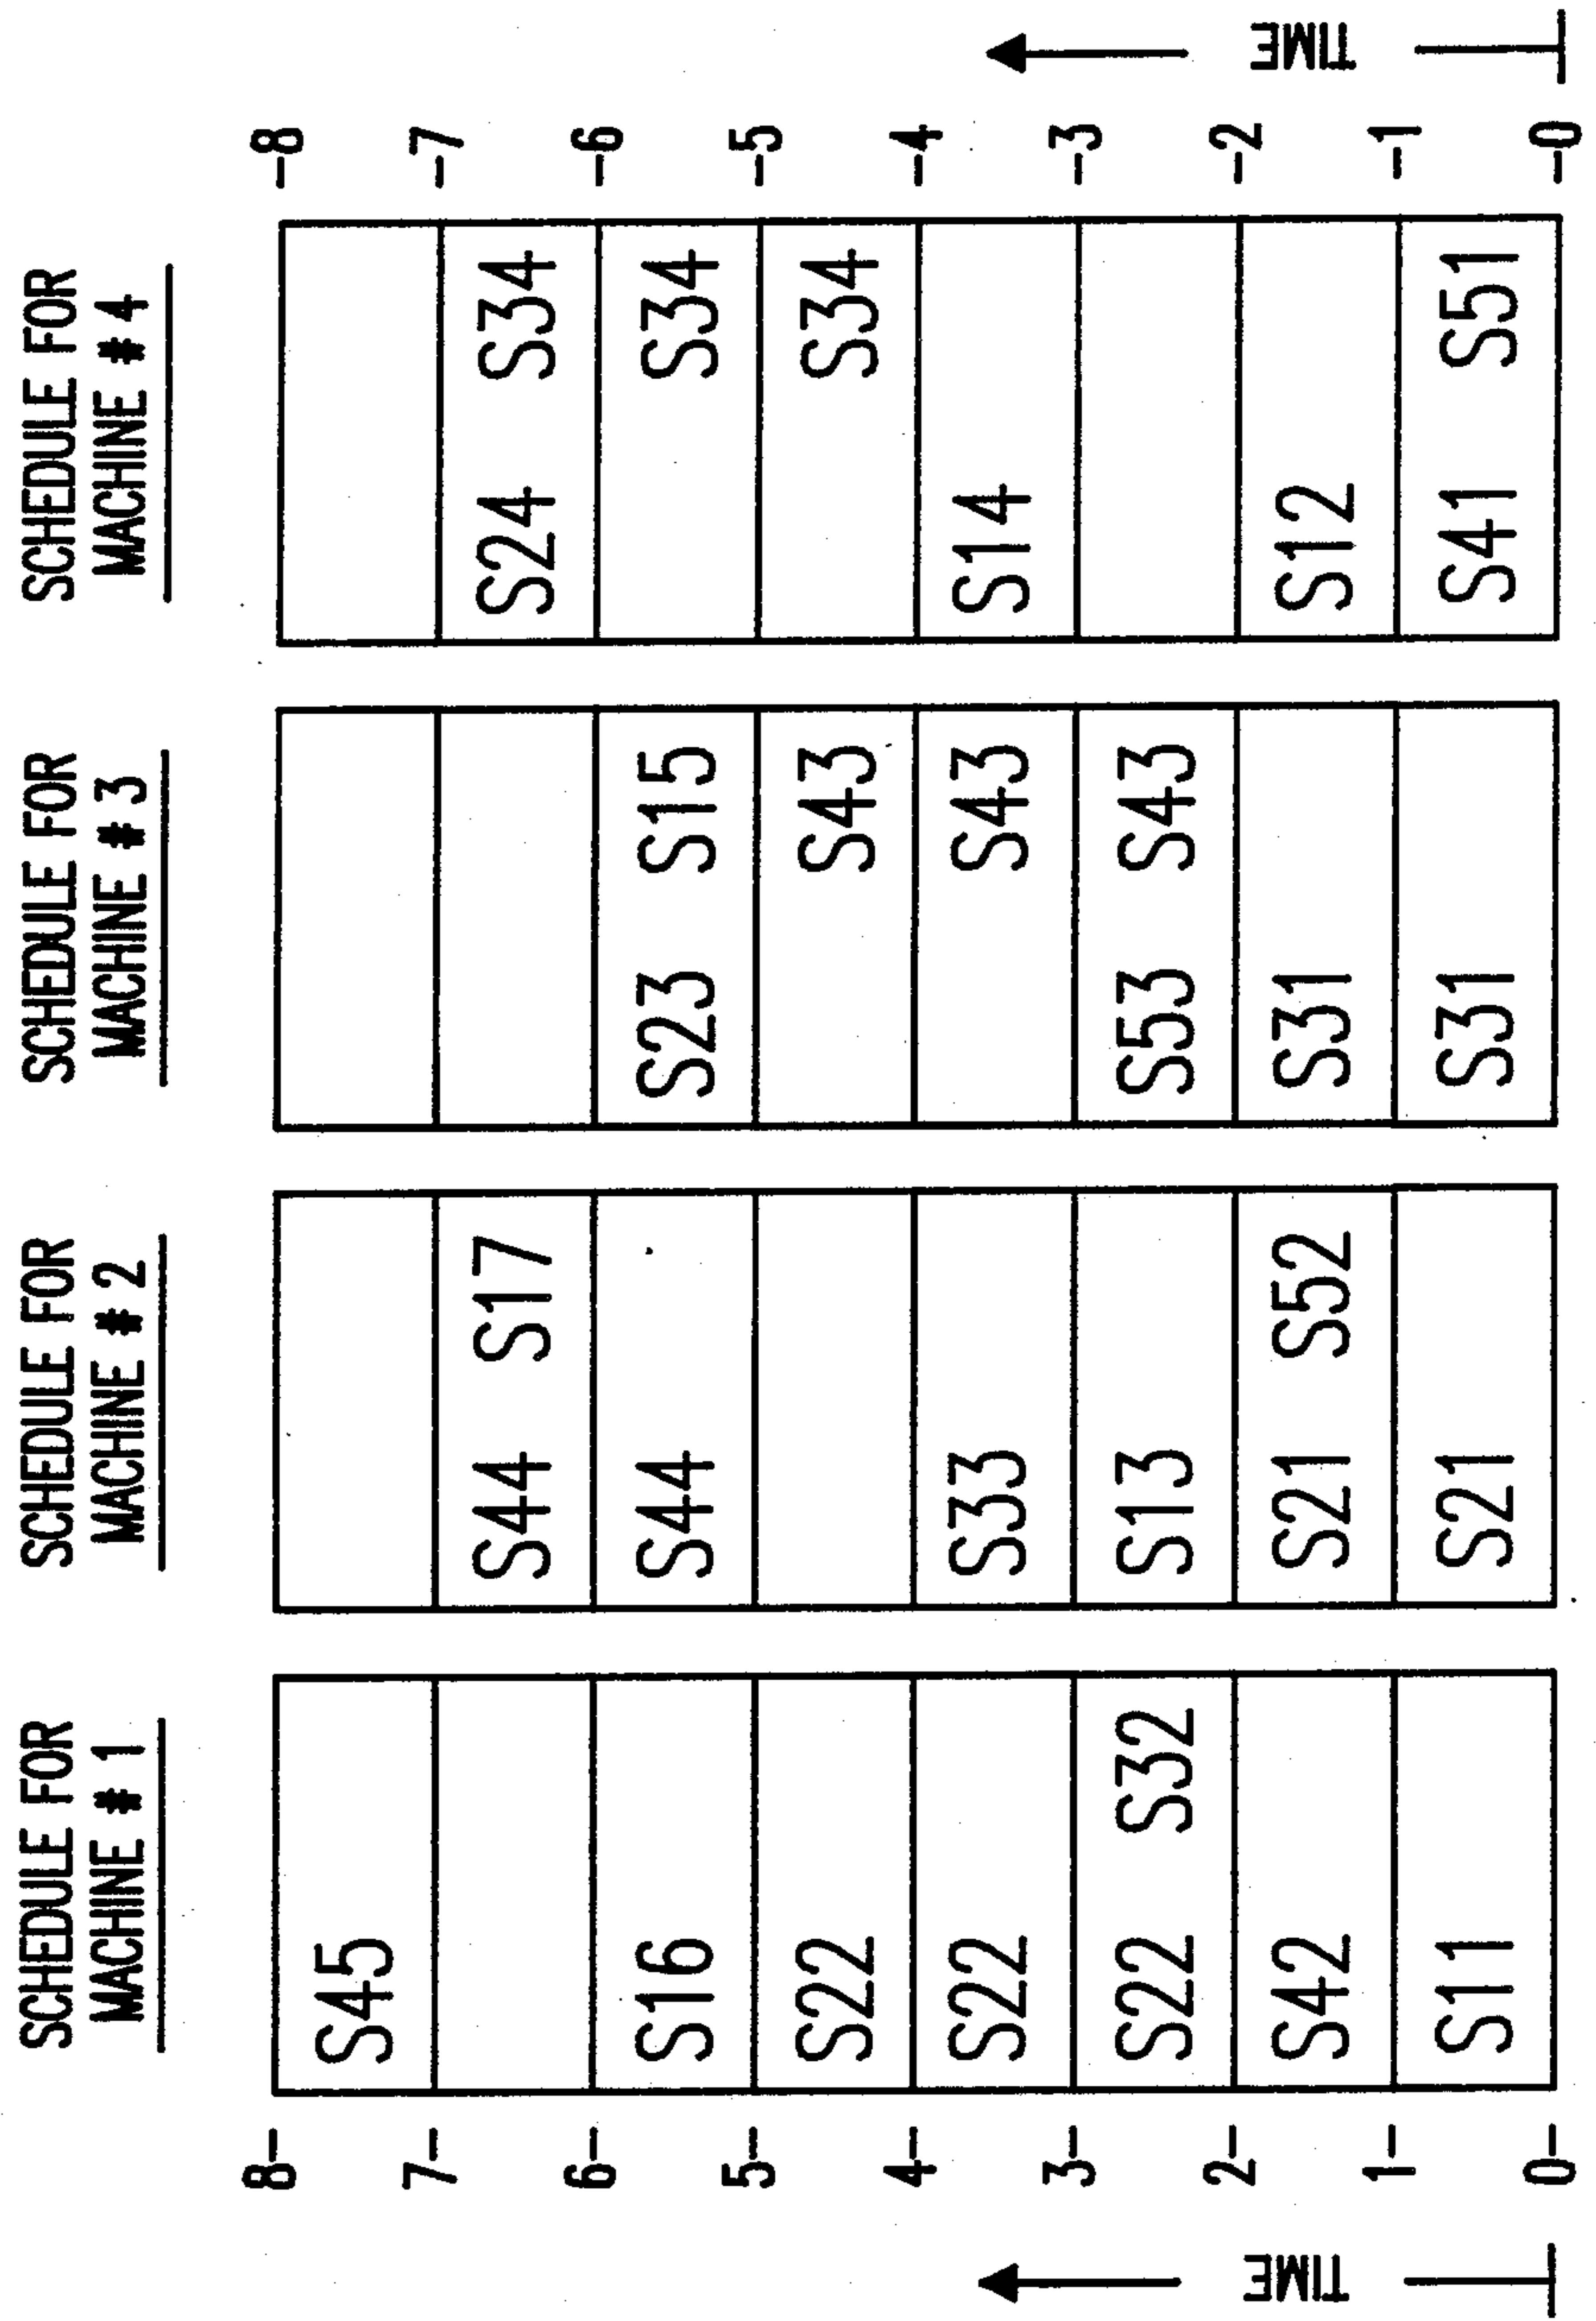 SCHEDULE FOR SCHEDULE FOR SCHEDULE FOR SCHEDULE FOR
MACHINE # 1 MACHINE # 2 MACHINE # 3 MACHINE # 4
8- -8
S45
7- -7
S44 S17 S24 S34
6- -6
S16 S44 S23 S15 S34
5- -5
S22 S43 S34
4- -4
S22 S33 S43 S14
3- -3
S22 S32 S13 S53 S43
2- -2
TIME S42 S21 S52 S31 S12 TIME
1- -1
S11 S21 S31 S41 S51
0- -0